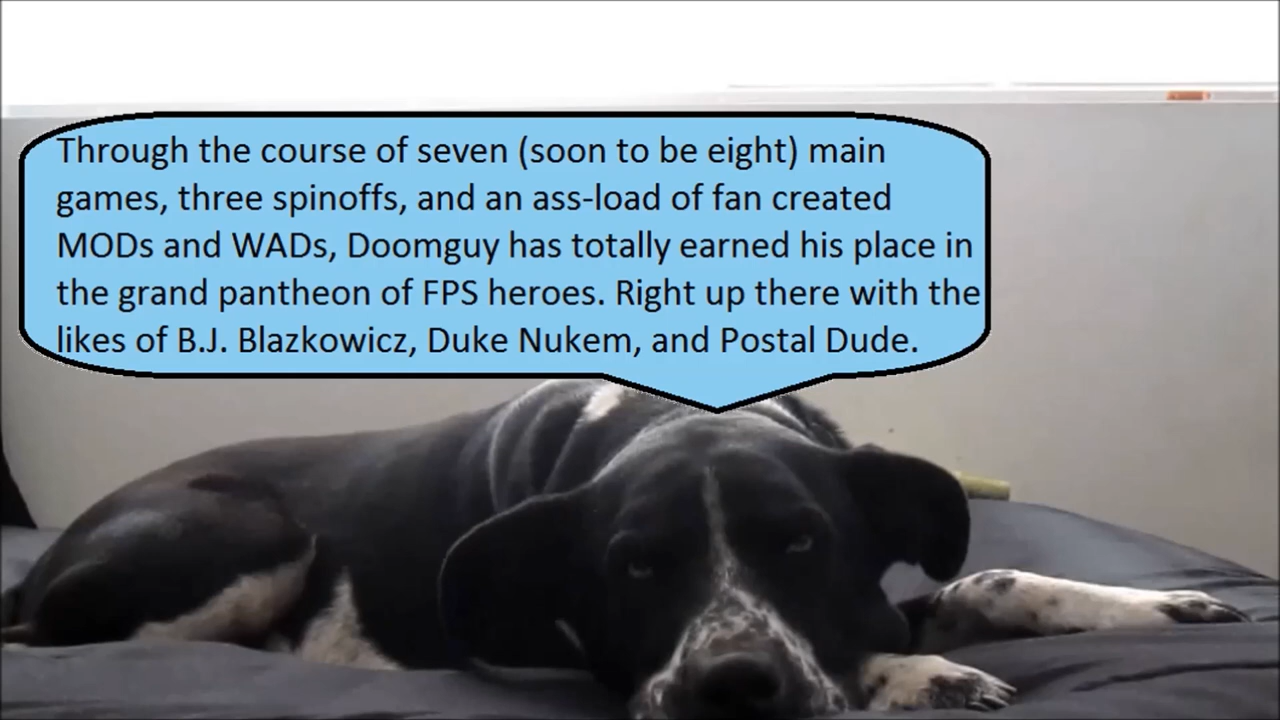 Through the course of seven (soon to be eight) main
games, three spinoffs, and an ass-load of fan created
MODs and WADs, Doomguy has totally earned his place in
the grand pantheon of FPS heroes. Right up there with the
likes of B.J. Blazkowicz, Duke Nukem, and Postal Dude.